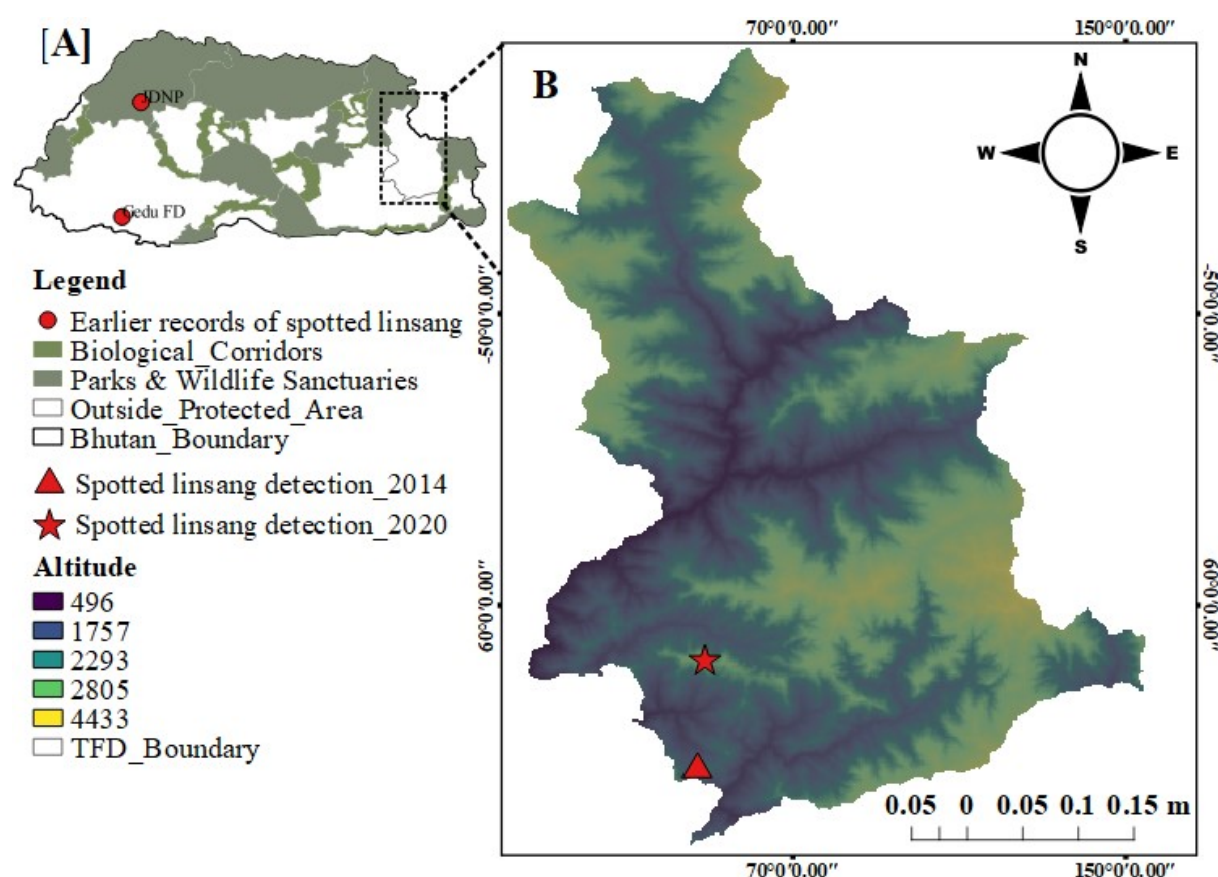 [A]
JDNP
Gedu FD
Legend
Earlier records of spotted linsang
Biological_Corridors
Parks & Wildlife Sanctuaries
Outside_Protected_Area
Bhutan_Boundary
Spotted linsang detection_2014
Spotted linsang detection_2020
Altitude
496
1757
2293
2805
4433
TFD_Boundary
70°0'0.00" 150°0'0.00"
B
N
W E
S
-50°0'0.00" -50°0'0.00"
60°0'0.00" 60°0'0.00"
0.05 0 0.05 0.1 0.15 m
70°0'0.00" 150°0'0.00"